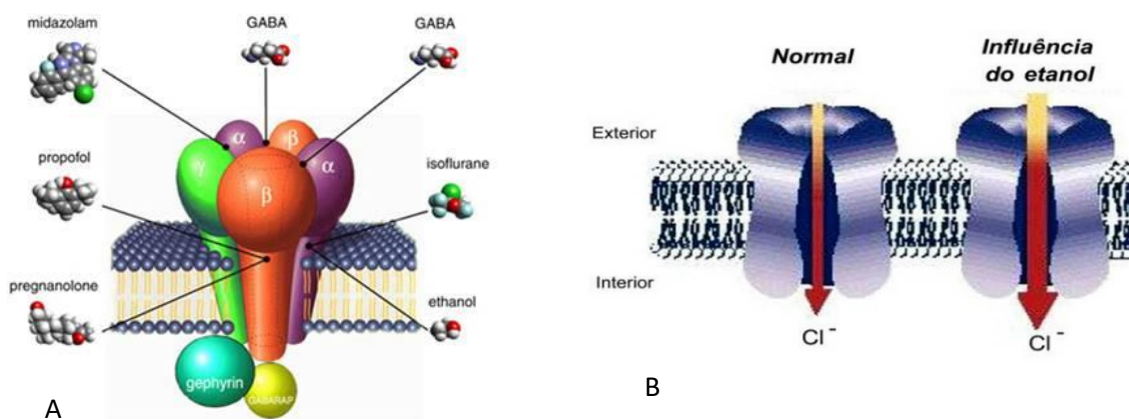 midazolam
GABA
GABA
propofol
isoflurane
pregnanolone
ethanol
α
β
γ
α
β
gephyrin
GABARAP
A
Normal
Influência
do etanol
Exterior
Interior
Cl -
Cl -
B